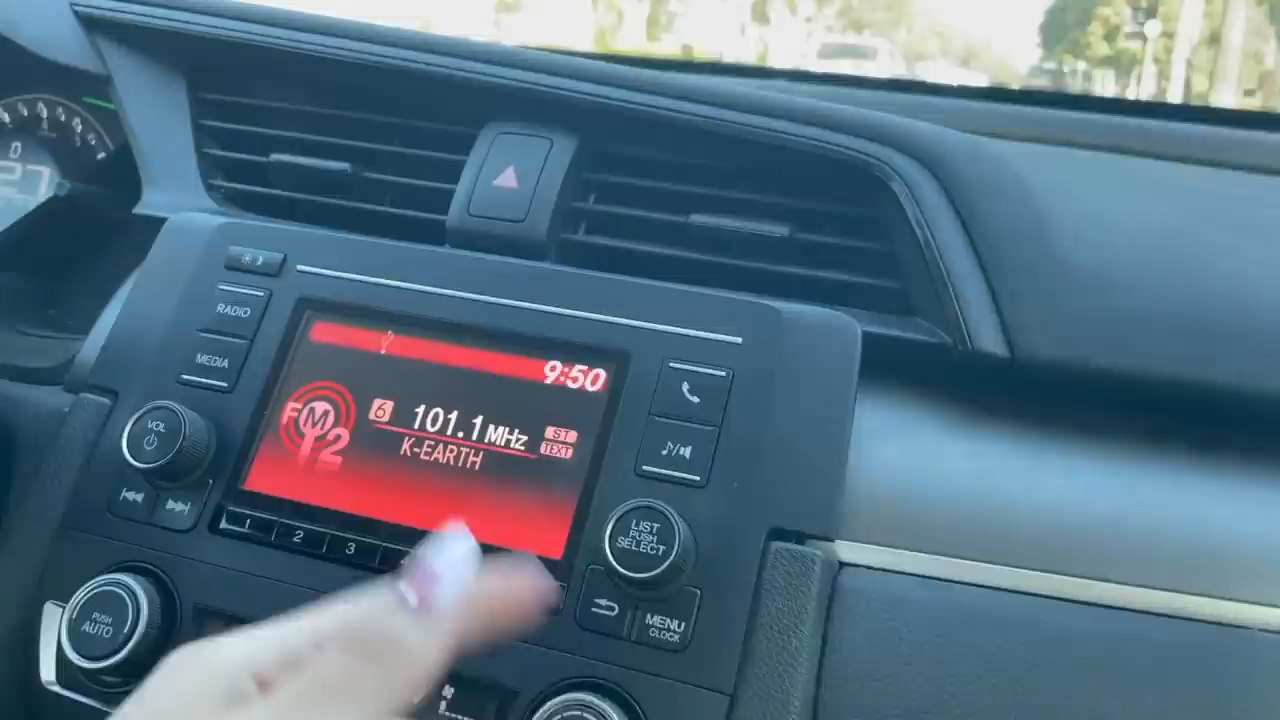 D
27
RADIO
MEDIA
VOL
9:50
FM2
6 101.1 MHz
K-EARTH
ST
TEXT
1 2 3
LIST
PUSH
SELECT
MENU
CLOCK
PUSH
AUTO